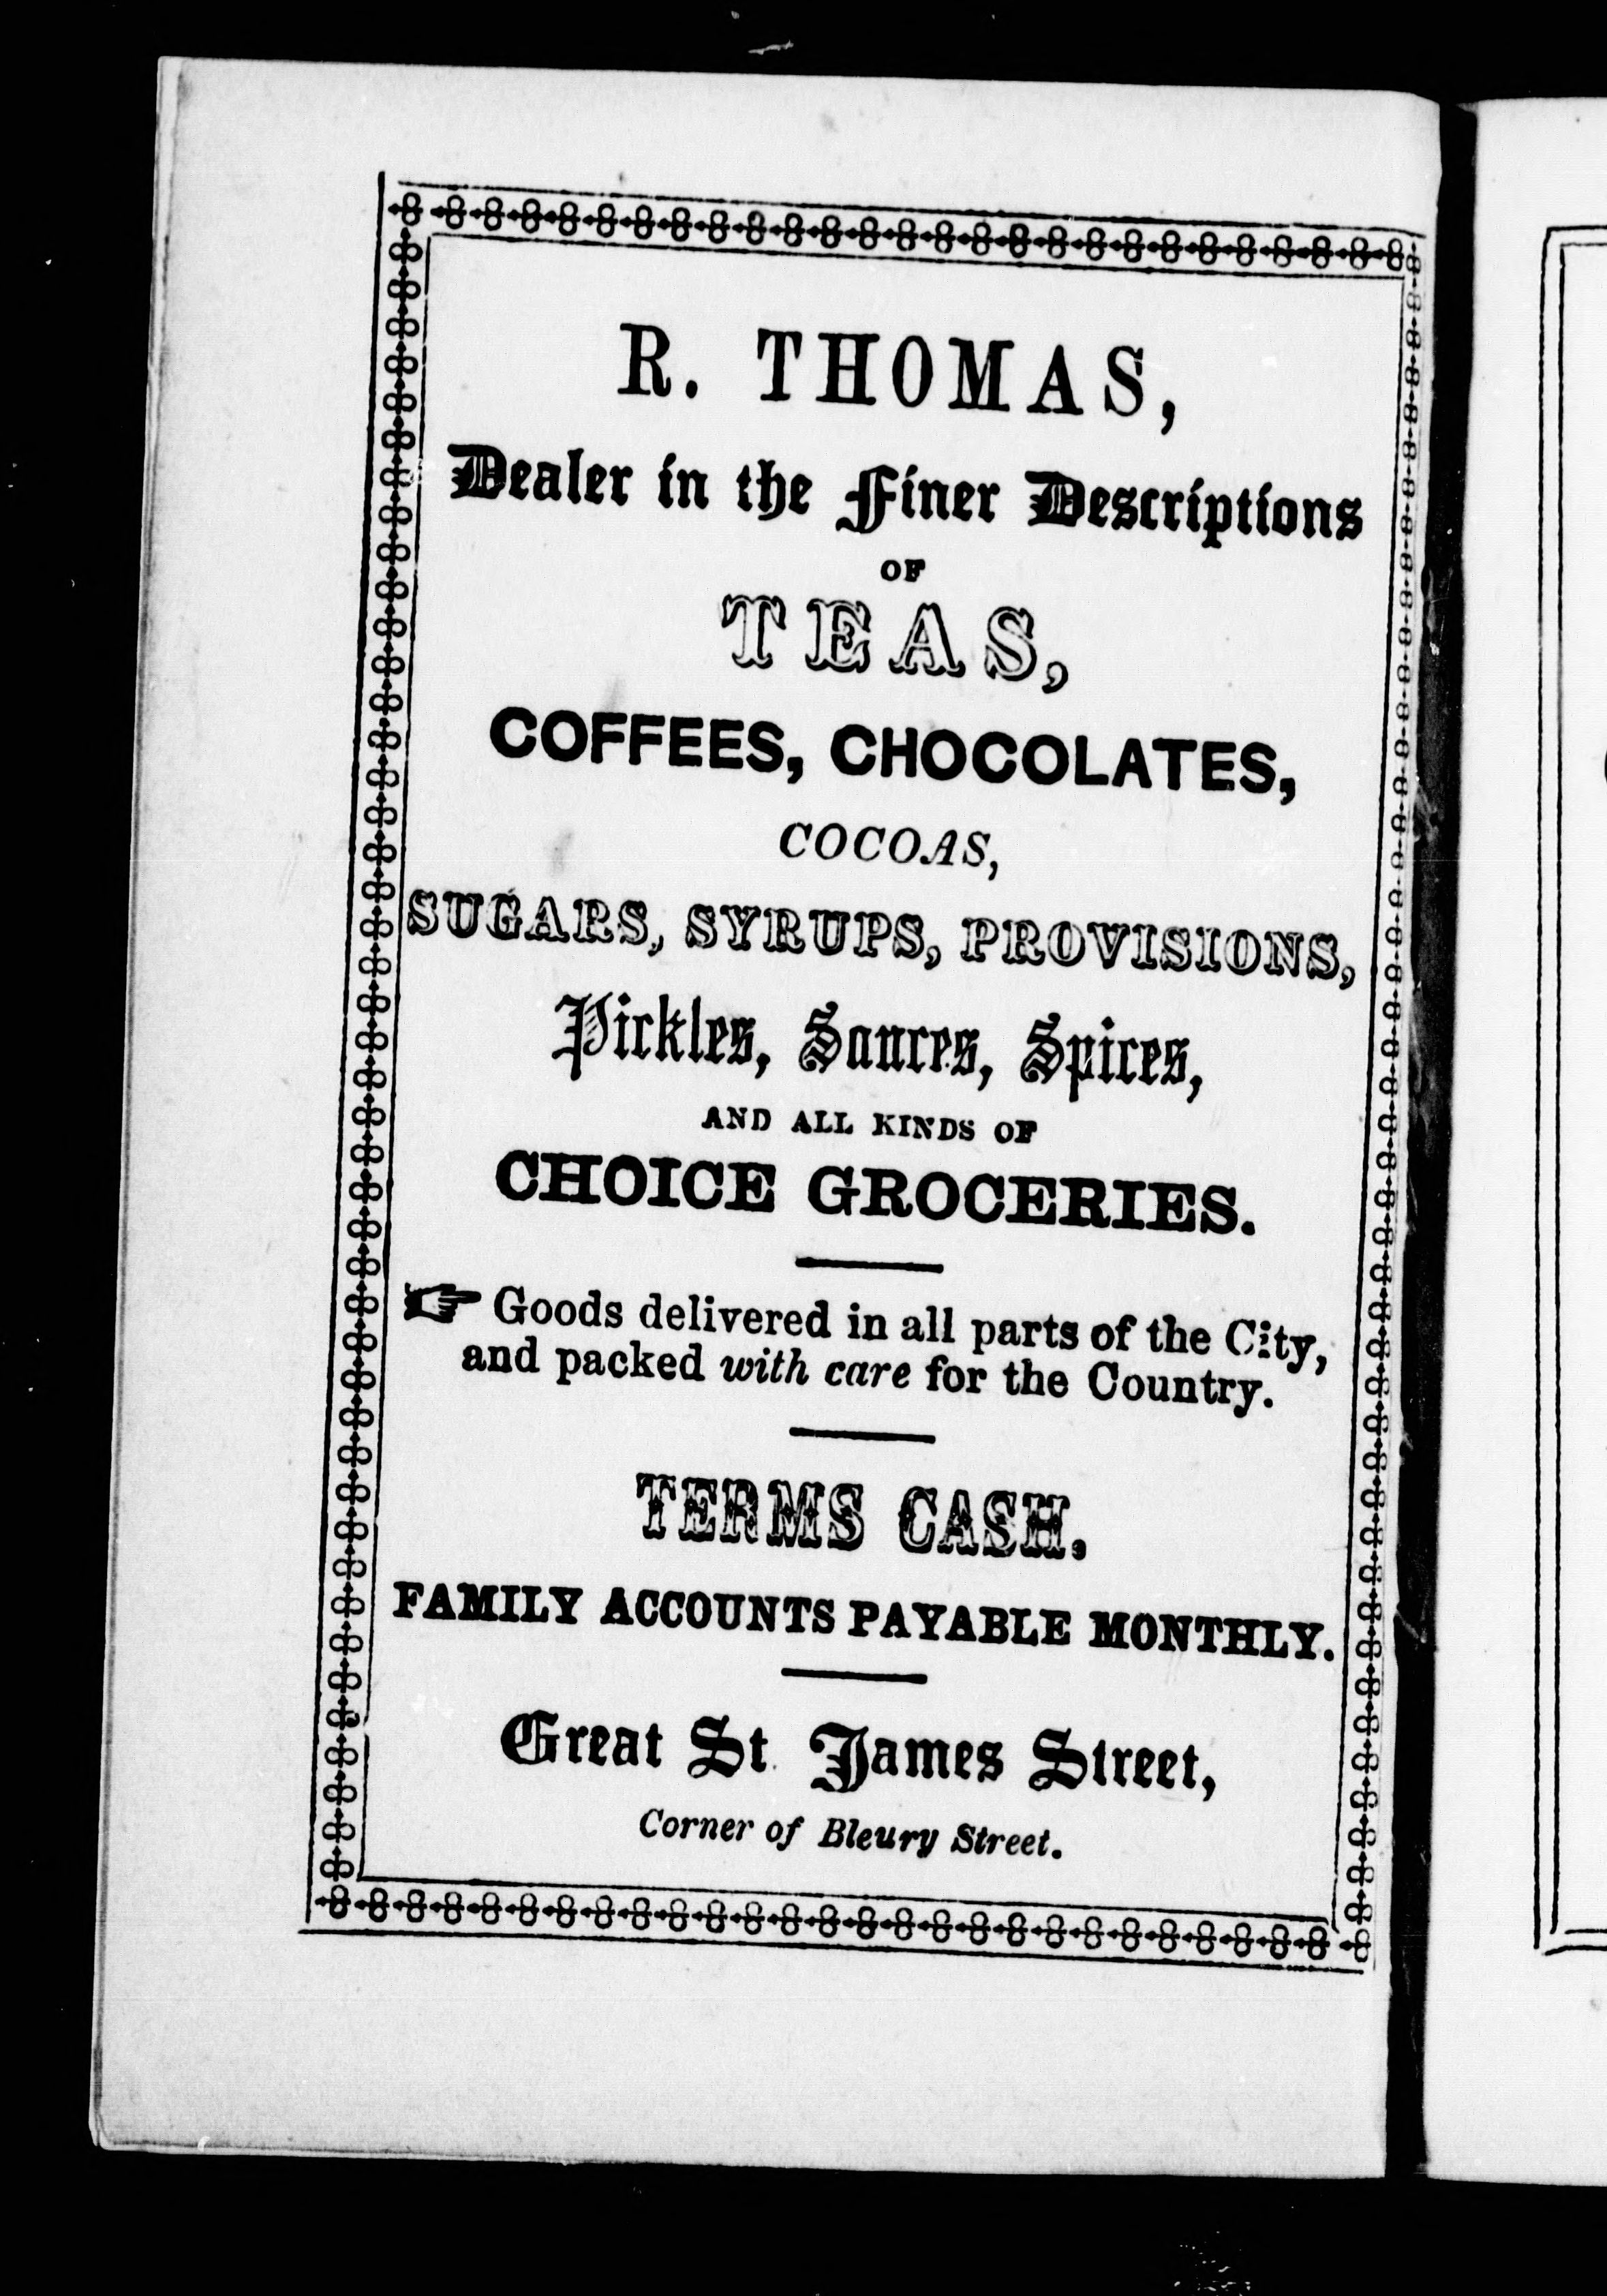 R. THOMAS,
Dealer in the Finer Descriptions
OF
TEAS,
COFFEES, CHOCOLATES,
COCOAS,
SUGARS, SYRUPS, PROVISIONS,
Pickles, Sauces, Spices,
AND ALL KINDS OF
CHOICE GROCERIES.
☞ Goods delivered in all parts of the City,
and packed with care for the Country.
TERMS CASH.
FAMILY ACCOUNTS PAYABLE MONTHLY.
Great St. James Street,
Corner of Bleury Street.